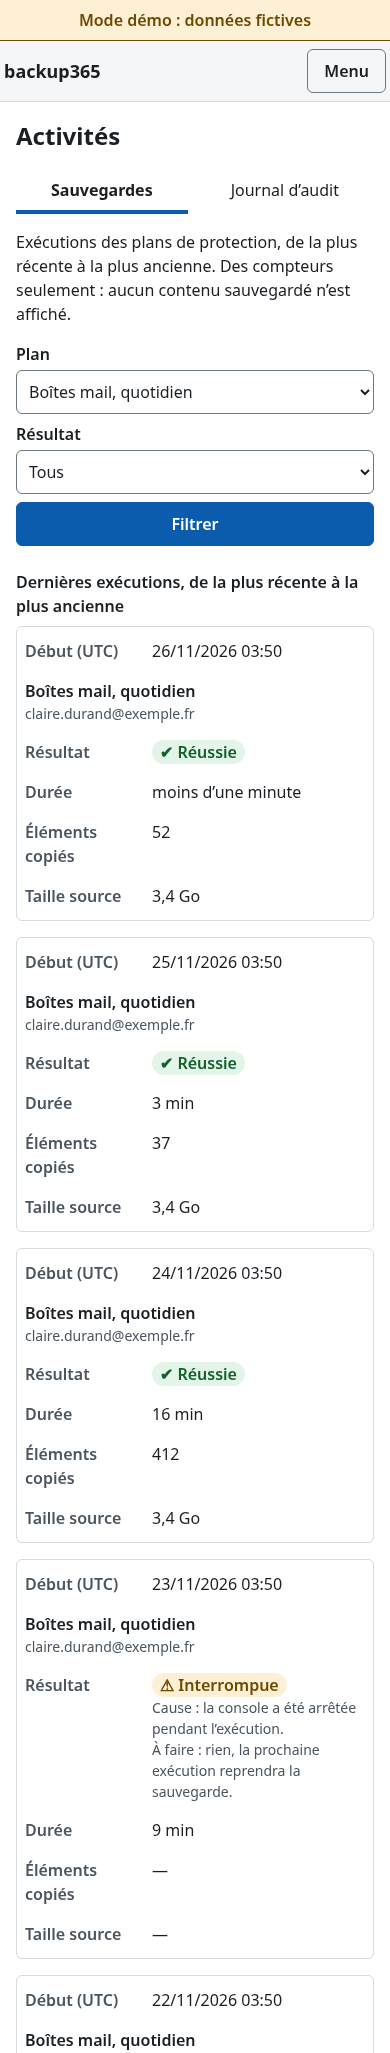 Mode démo : données fictives
backup365
Menu
Activités
Sauvegardes
Journal d’audit
Exécutions des plans de protection, de la plus
récente à la plus ancienne. Des compteurs
seulement : aucun contenu sauvegardé n’est
affiché.
Plan
Boîtes mail, quotidien
Résultat
Tous
Filtrer
Dernières exécutions, de la plus récente à la
plus ancienne
Début (UTC) 26/11/2026 03:50
Boîtes mail, quotidien
claire.durand@exemple.fr
Résultat ✔ Réussie
Durée moins d’une minute
Éléments copiés 52
Taille source 3,4 Go
Début (UTC) 25/11/2026 03:50
Boîtes mail, quotidien
claire.durand@exemple.fr
Résultat ✔ Réussie
Durée 3 min
Éléments copiés 37
Taille source 3,4 Go
Début (UTC) 24/11/2026 03:50
Boîtes mail, quotidien
claire.durand@exemple.fr
Résultat ✔ Réussie
Durée 16 min
Éléments copiés 412
Taille source 3,4 Go
Début (UTC) 23/11/2026 03:50
Boîtes mail, quotidien
claire.durand@exemple.fr
Résultat ⚠ Interrompue
Cause : la console a été arrêtée
pendant l’exécution.
À faire : rien, la prochaine
exécution reprendra la
sauvegarde.
Durée 9 min
Éléments copiés —
Taille source —
Début (UTC) 22/11/2026 03:50
Boîtes mail, quotidien